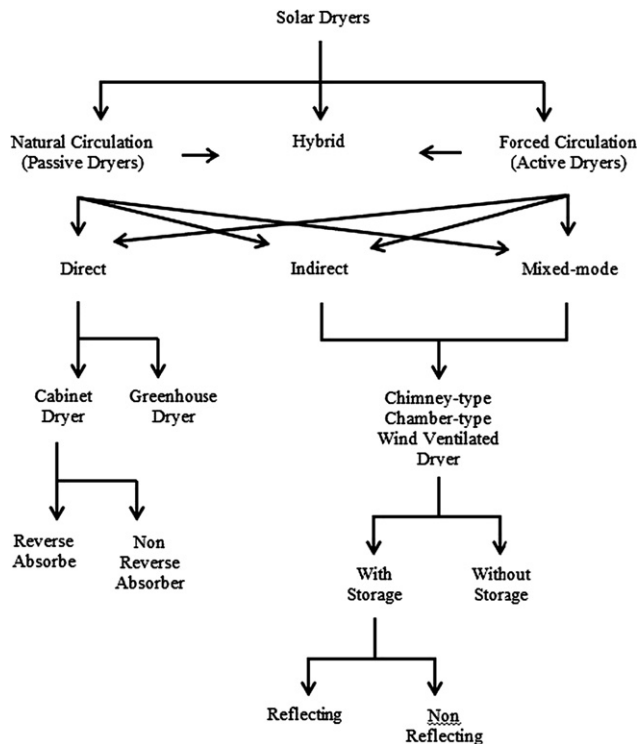 Solar Dryers
Natural Circulation
(Passive Dryers)
Hybrid
Forced Circulation
(Active Dryers)
Direct
Indirect
Mixed-mode
Cabinet
Dryer
Greenhouse
Dryer
Chimney-type
Chamber-type
Wind Ventilated
Dryer
Reverse
Absorbe
Non
Reverse
Absorber
With
Storage
Without
Storage
Reflecting
Non
Reflecting